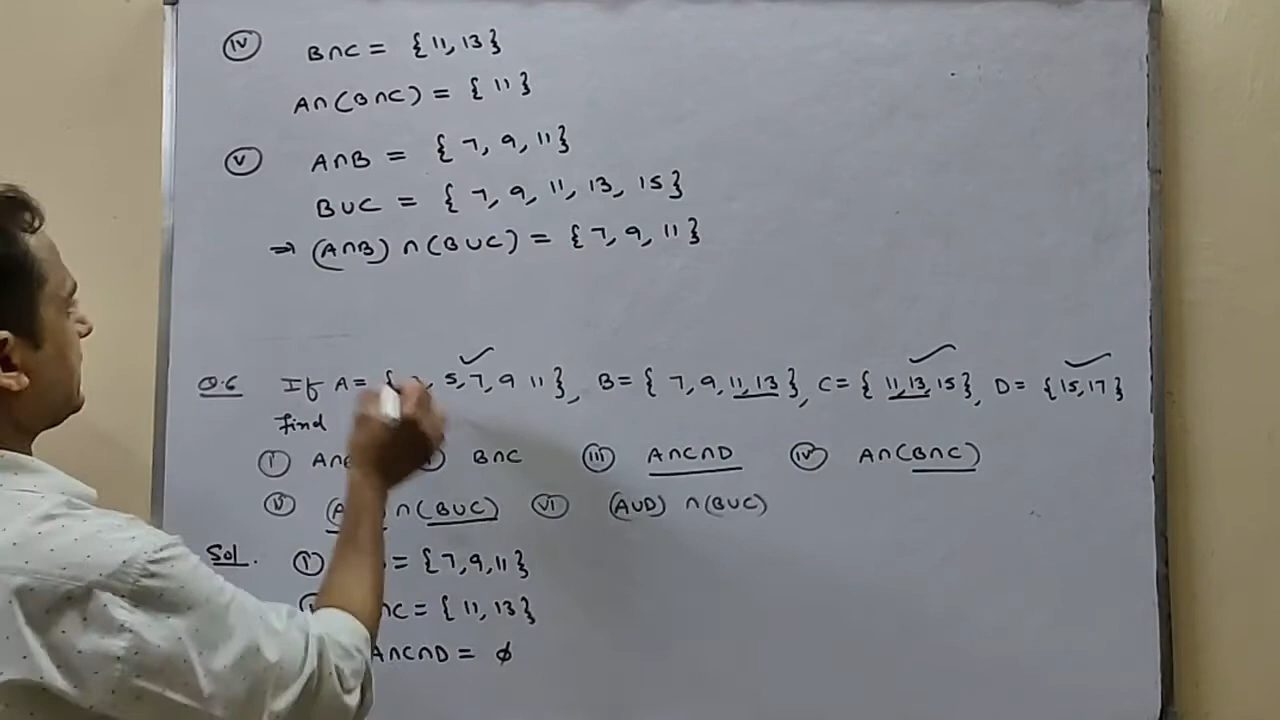 (iv) B∩C = {11, 13}
A∩(B∩C) = {11}
(v) A∩B = {7, 9, 11}
B∪C = {7, 9, 11, 13, 15}
⇒ (A∩B) ∩ (B∪C) = {7, 9, 11}
Q.6 If A = { , 5, 7, 9 11}, B = {7, 9, 11, 13}, C = {11, 13, 15}, D = {15, 17}
find
(i) A∩ B∩C (iii) A∩C∩D (iv) A∩(B∩C)
(v) (A ∩(B∪C) (vi) (A∪D) ∩(B∪C)
Sol. (i) = {7, 9, 11}
∩C = {11, 13}
A∩C∩D = ϕ